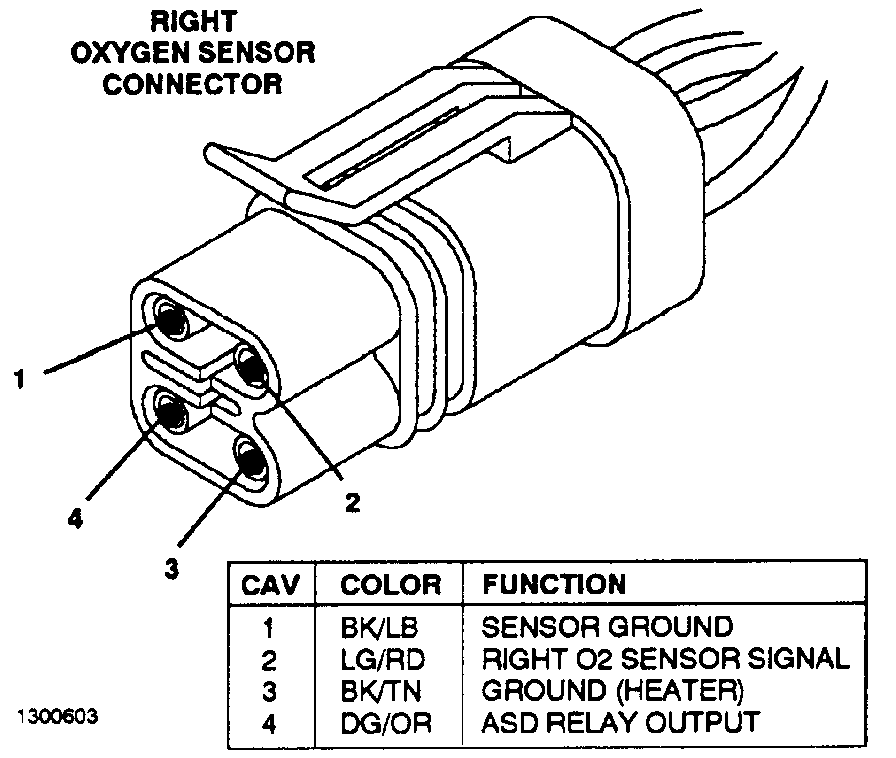 RIGHT
OXYGEN SENSOR
CONNECTOR
1
2
4
3
CAV COLOR FUNCTION
1 BK/LB SENSOR GROUND
2 LG/RD RIGHT O2 SENSOR SIGNAL
3 BK/TN GROUND (HEATER)
4 DG/OR ASD RELAY OUTPUT
1300603